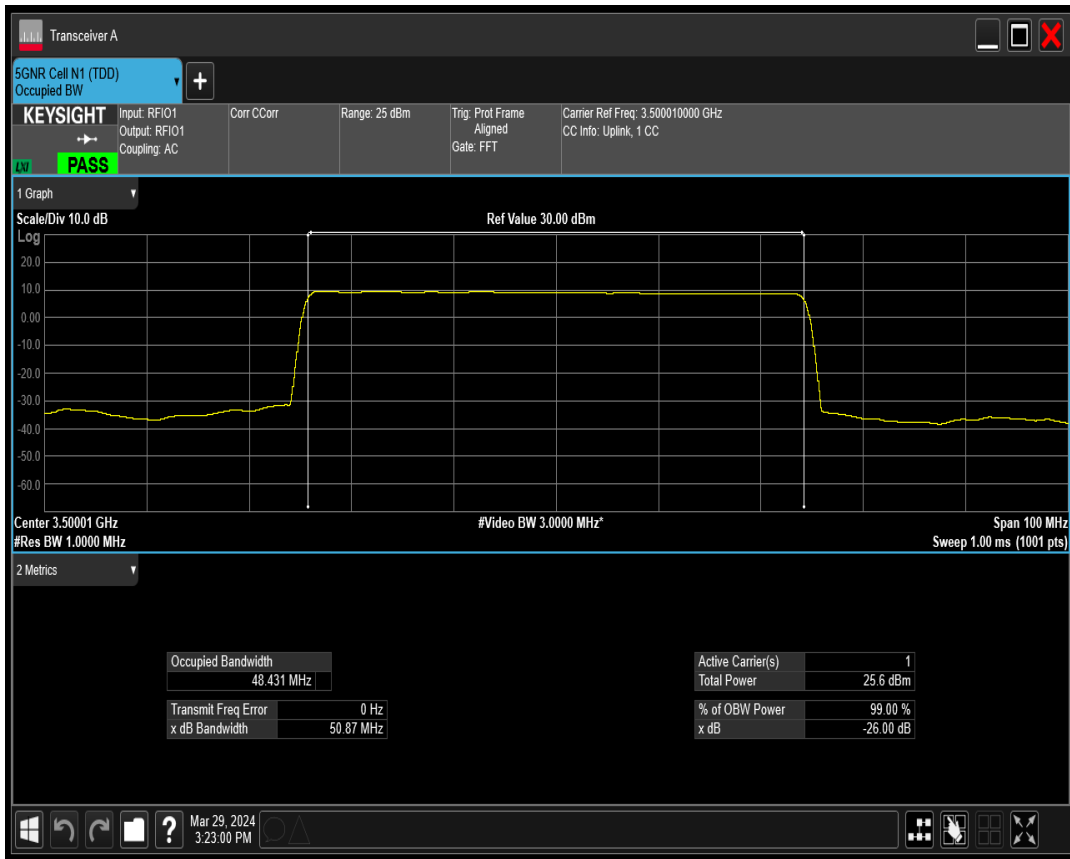 Transceiver A
5GNR Cell N1 (TDD)
Occupied BW
+
KEYSIGHT
LXI
PASS
Input: RFIO1
Output: RFIO1
Coupling: AC
Corr CCorr
Range: 25 dBm
Trig: Prot Frame
Aligned
Gate: FFT
Carrier Ref Freq: 3.500010000 GHz
CC Info: Uplink, 1 CC
1 Graph
Scale/Div 10.0 dB
Ref Value 30.00 dBm
Log
20.0
10.0
0.00
-10.0
-20.0
-30.0
-40.0
-50.0
-60.0
Center 3.50001 GHz
#Video BW 3.0000 MHz*
Span 100 MHz
#Res BW 1.0000 MHz
Sweep 1.00 ms (1001 pts)
2 Metrics
Occupied Bandwidth
48.431 MHz
Transmit Freq Error 0 Hz
x dB Bandwidth 50.87 MHz
Active Carrier(s) 1
Total Power 25.6 dBm
% of OBW Power 99.00 %
x dB -26.00 dB
?
Mar 29, 2024
3:23:00 PM